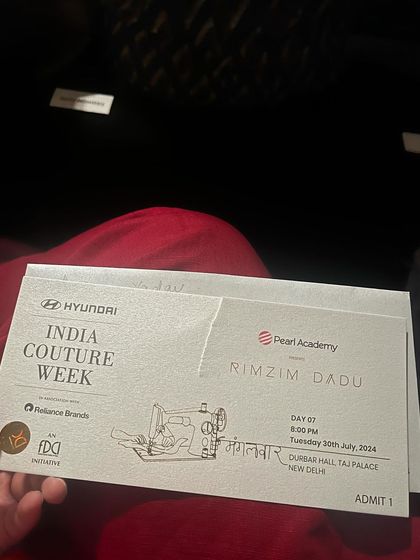 Yadav
HYUNDAI
INDIA
COUTURE
WEEK
IN ASSOCIATION WITH
Reliance Brands
AN
FDCI
INITIATIVE
Pearl Academy
PRESENTS
RIMZIM DADU
DAY 07
8:00 PM
Tuesday 30th July, 2024
मंगलवार
DURBAR HALL, TAJ PALACE
NEW DELHI
ADMIT 1